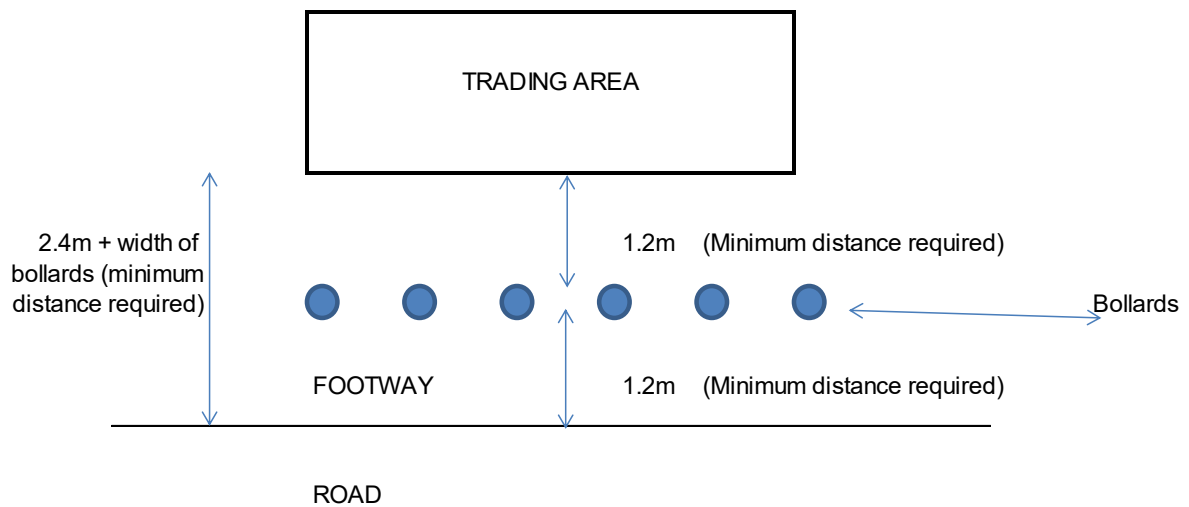 TRADING AREA
2.4m + width of
bollards (minimum
distance required)
1.2m (Minimum distance required)
Bollards
FOOTWAY
1.2m (Minimum distance required)
ROAD